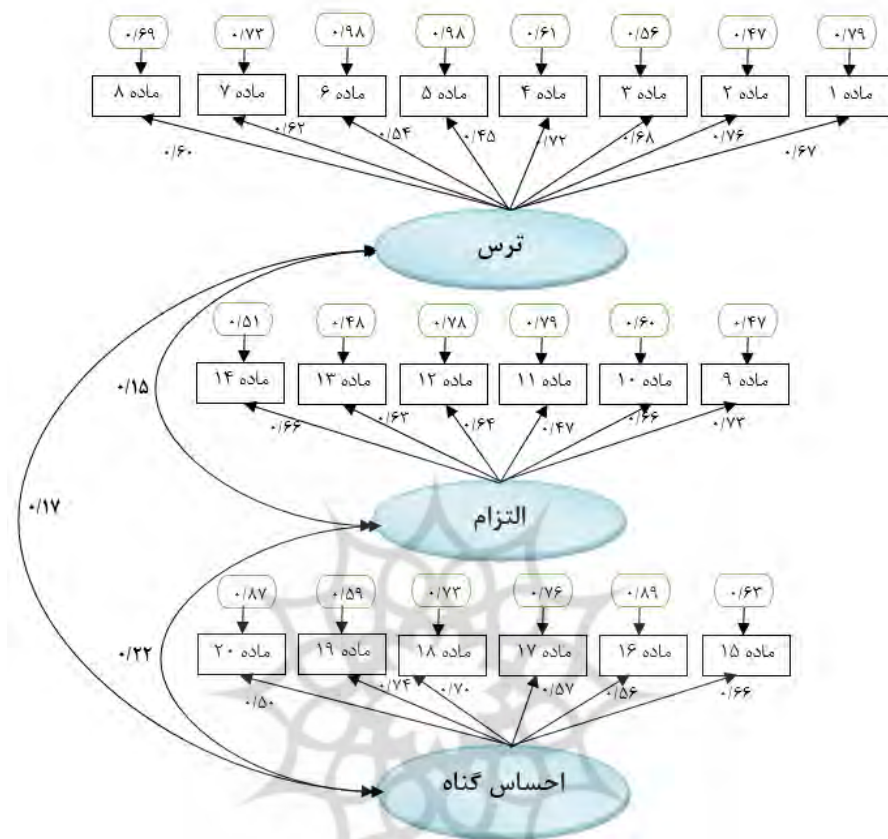 ۰/۷۹ ۰/۴۷ ۰/۵۶ ۰/۶۱ ۰/۹۸ ۰/۹۸ ۰/۷۳ ۰/۶۹
ماده ۱ ماده ۲ ماده ۳ ماده ۴ ماده ۵ ماده ۶ ماده ۷ ماده ۸
۰/۶۷ ۰/۷۶ ۰/۶۸ ۰/۷۲ ۰/۴۵ ۰/۵۴ ۰/۶۲ ۰/۶۰
ترس
۰/۴۷ ۰/۶۰ ۰/۷۹ ۰/۷۸ ۰/۴۸ ۰/۵۱
ماده ۹ ماده ۱۰ ماده ۱۱ ماده ۱۲ ماده ۱۳ ماده ۱۴
۰/۱۵
۰/۷۳ ۰/۶۶ ۰/۴۷ ۰/۶۴ ۰/۶۳ ۰/۶۶
۰/۱۷
التزام
۰/۶۳ ۰/۸۹ ۰/۷۶ ۰/۷۳ ۰/۵۹ ۰/۸۷
ماده ۱۵ ماده ۱۶ ماده ۱۷ ماده ۱۸ ماده ۱۹ ماده ۲۰
۰/۲۲
۰/۶۶ ۰/۵۶ ۰/۵۷ ۰/۷۰ ۰/۷۴ ۰/۵۰
احساس گناه